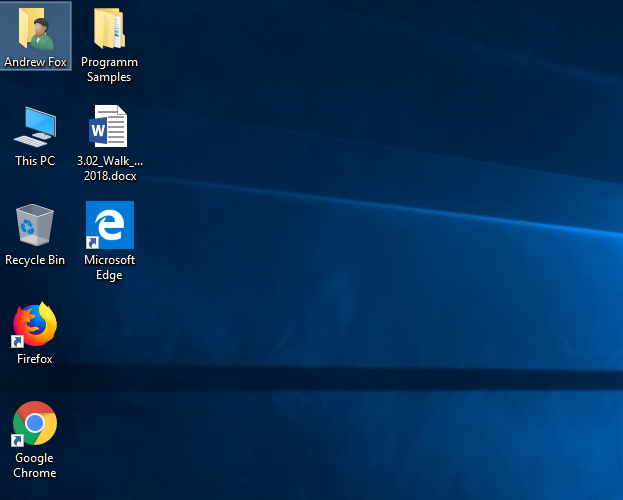 Andrew Fox
Programm
Samples
This PC
3.02_Walk_...
2018.docx
Recycle Bin
Microsoft
Edge
Firefox
Google
Chrome